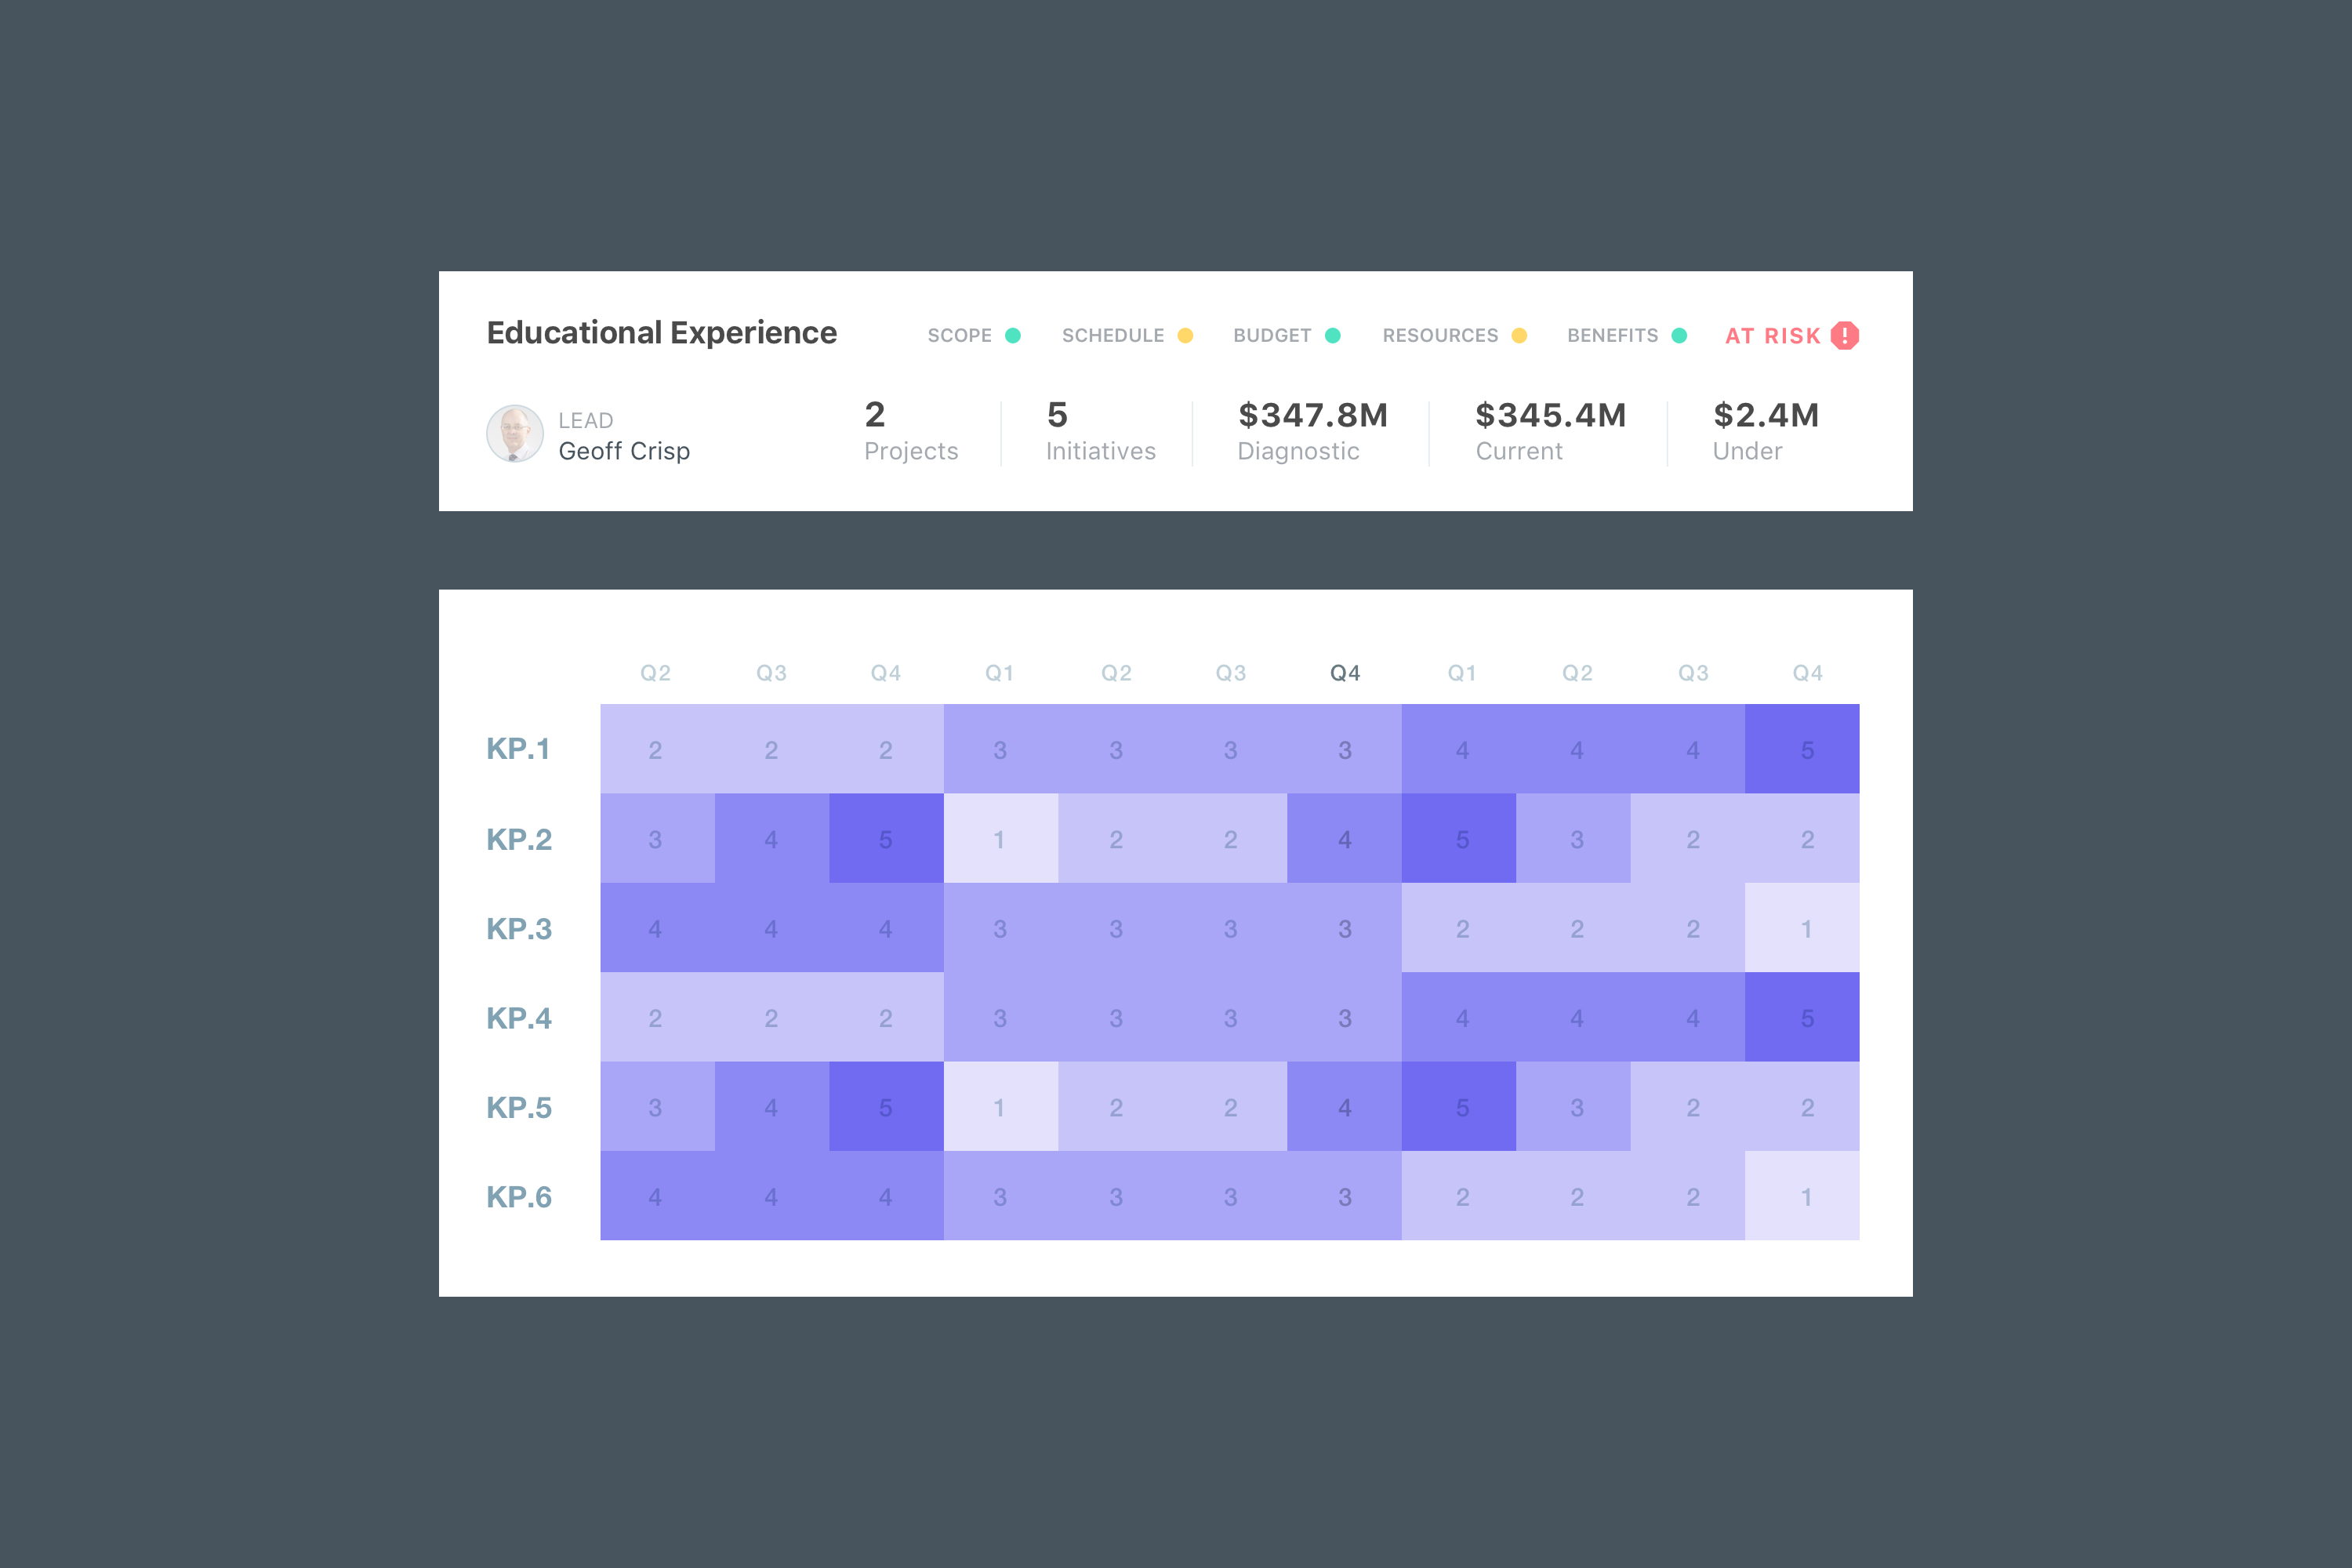 Educational Experience
SCOPE SCHEDULE BUDGET RESOURCES BENEFITS AT RISK
LEAD
Geoff Crisp
2 5 $347.8M $345.4M $2.4M
Projects Initiatives Diagnostic Current Under
Q2 Q3 Q4 Q1 Q2 Q3 Q4 Q1 Q2 Q3 Q4
KP.1 2 2 2 3 3 3 3 4 4 4 5
KP.2 3 4 5 1 2 2 4 5 3 2 2
KP.3 4 4 4 3 3 3 3 2 2 2 1
KP.4 2 2 2 3 3 3 3 4 4 4 5
KP.5 3 4 5 1 2 2 4 5 3 2 2
KP.6 4 4 4 3 3 3 3 2 2 2 1